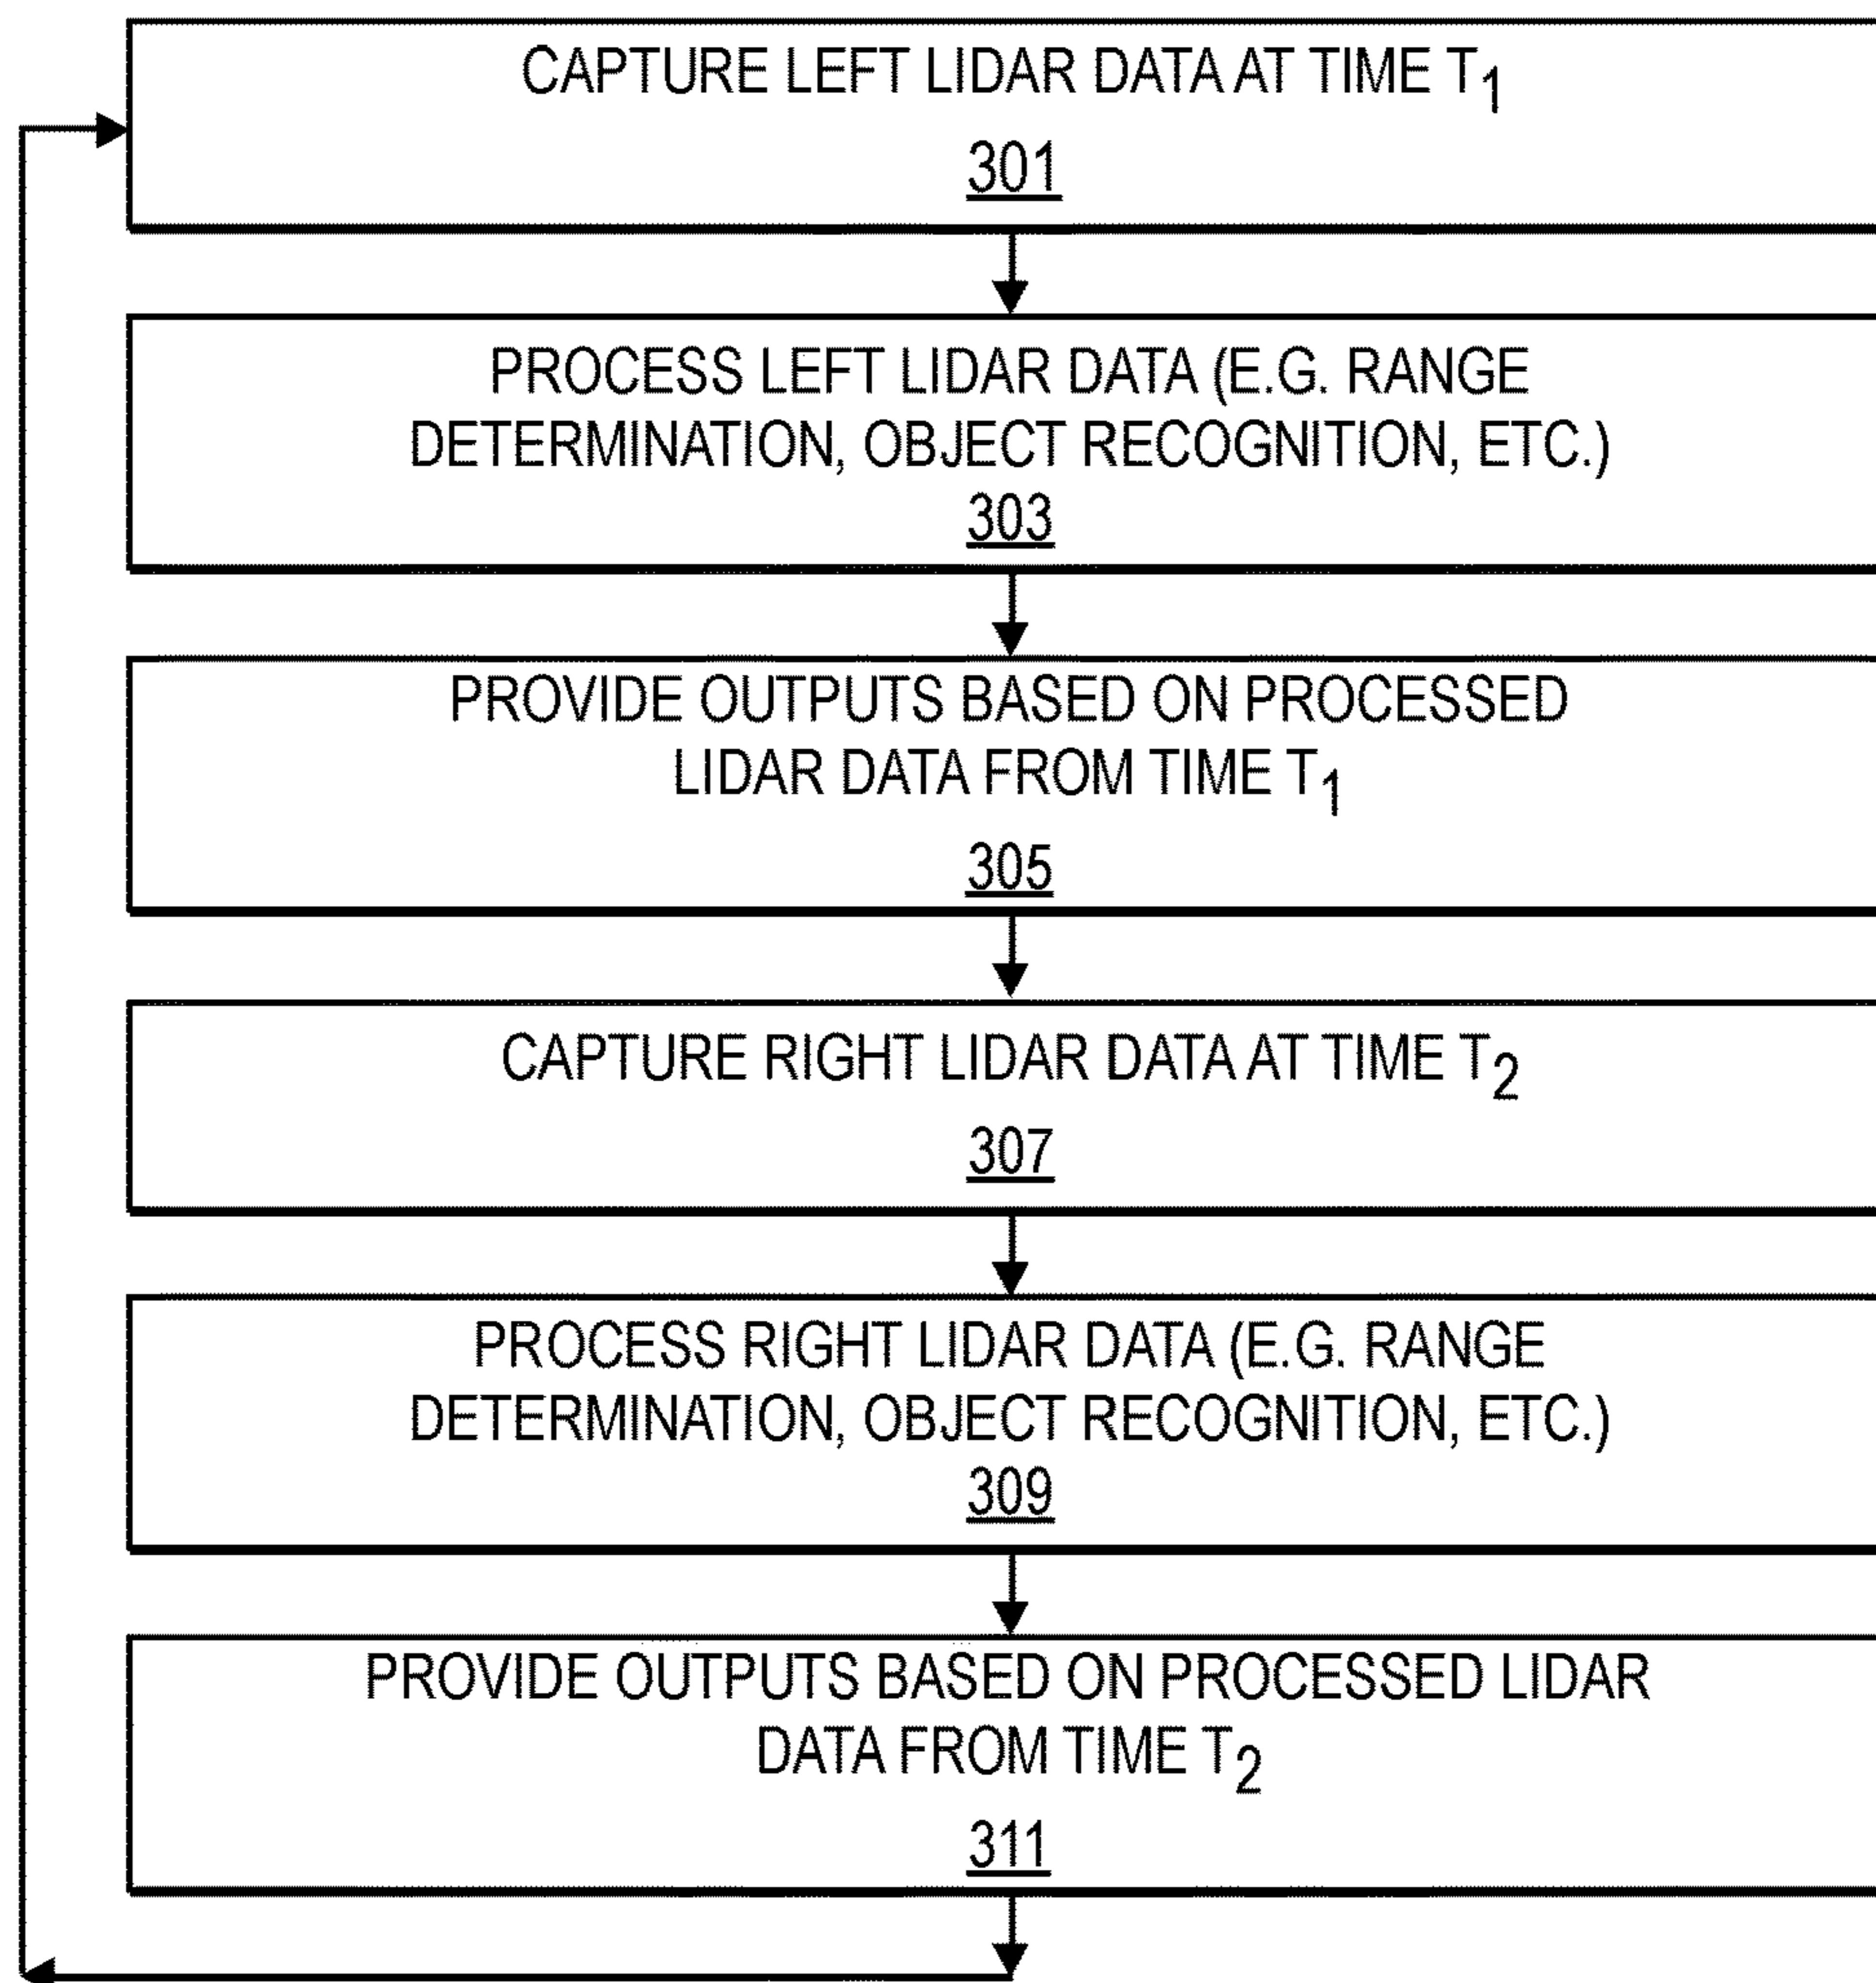 CAPTURE LEFT LIDAR DATA AT TIME T1
301
PROCESS LEFT LIDAR DATA (E.G. RANGE
DETERMINATION, OBJECT RECOGNITION, ETC.)
303
PROVIDE OUTPUTS BASED ON PROCESSED
LIDAR DATA FROM TIME T1
305
CAPTURE RIGHT LIDAR DATA AT TIME T2
307
PROCESS RIGHT LIDAR DATA (E.G. RANGE
DETERMINATION, OBJECT RECOGNITION, ETC.)
309
PROVIDE OUTPUTS BASED ON PROCESSED LIDAR
DATA FROM TIME T2
311